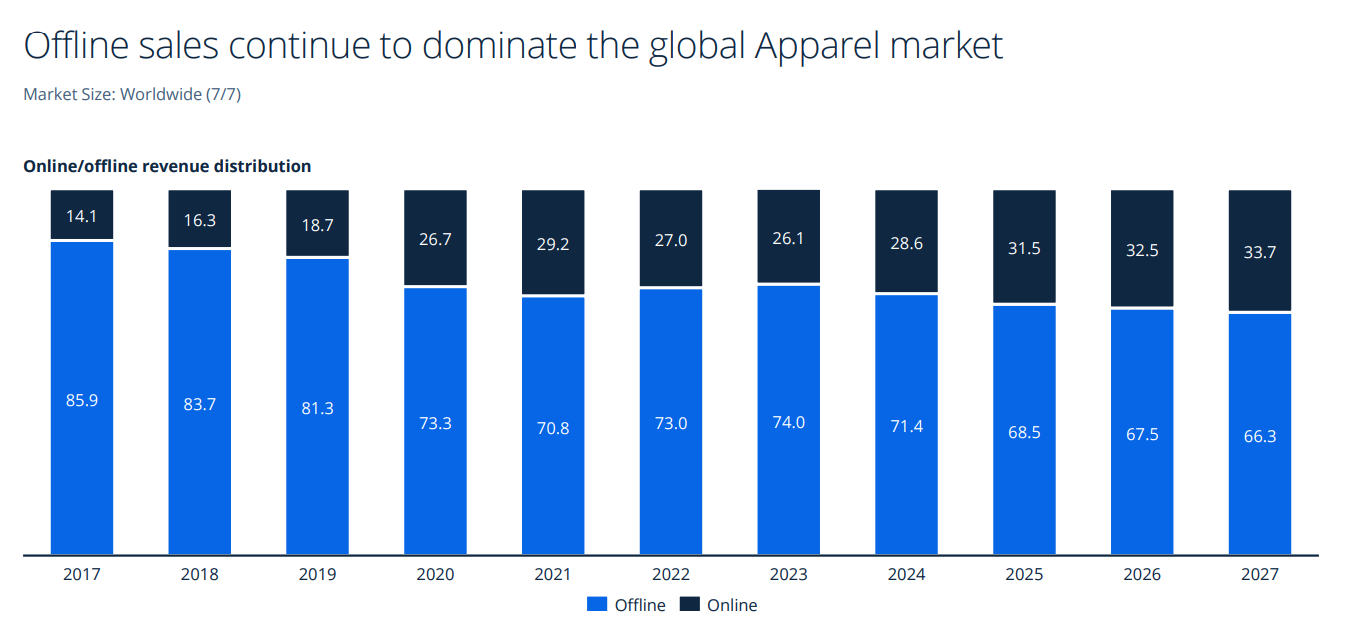 Offline sales continue to dominate the global Apparel market
Market Size: Worldwide (7/7)
Online/offline revenue distribution
14.1 16.3 18.7 26.7 29.2 27.0 26.1 28.6 31.5 32.5 33.7
85.9 83.7 81.3 73.3 70.8 73.0 74.0 71.4 68.5 67.5 66.3
2017 2018 2019 2020 2021 2022 2023 2024 2025 2026 2027
Offline Online